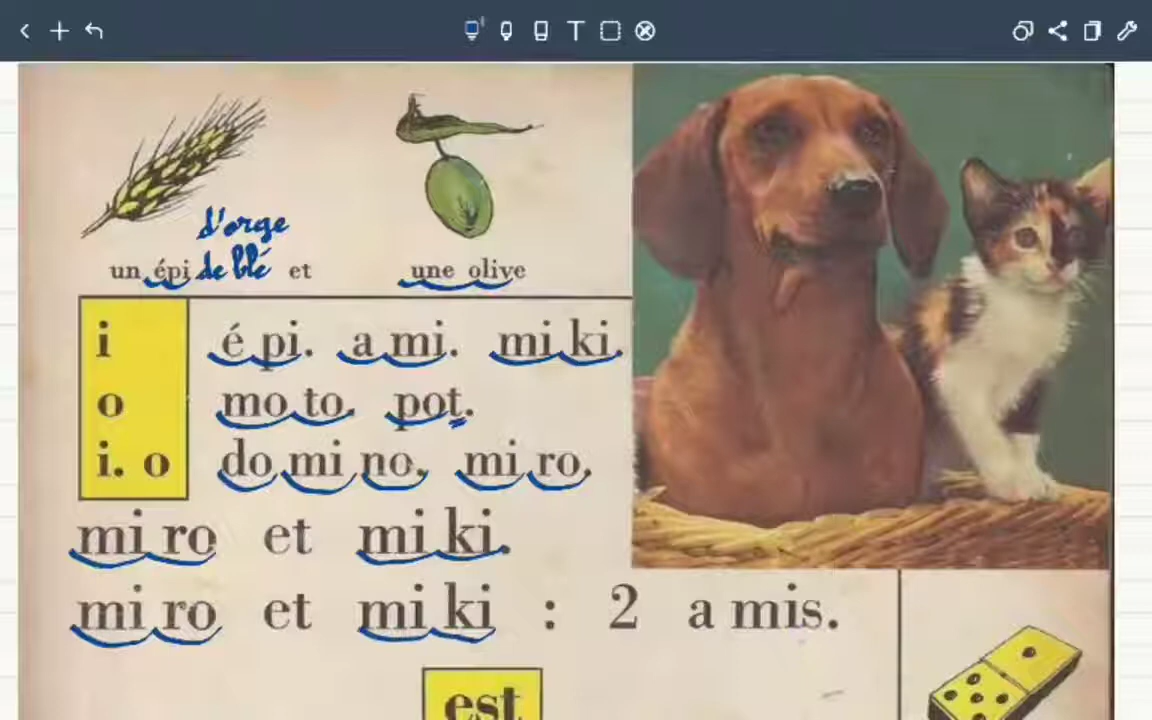 d'orge
un épi de blé et une olive
i é pi. a mi. mi ki.
o mo to. pot.
i. o do mi no. mi ro.
mi ro et mi ki.
mi ro et mi ki : 2 a mis.
est